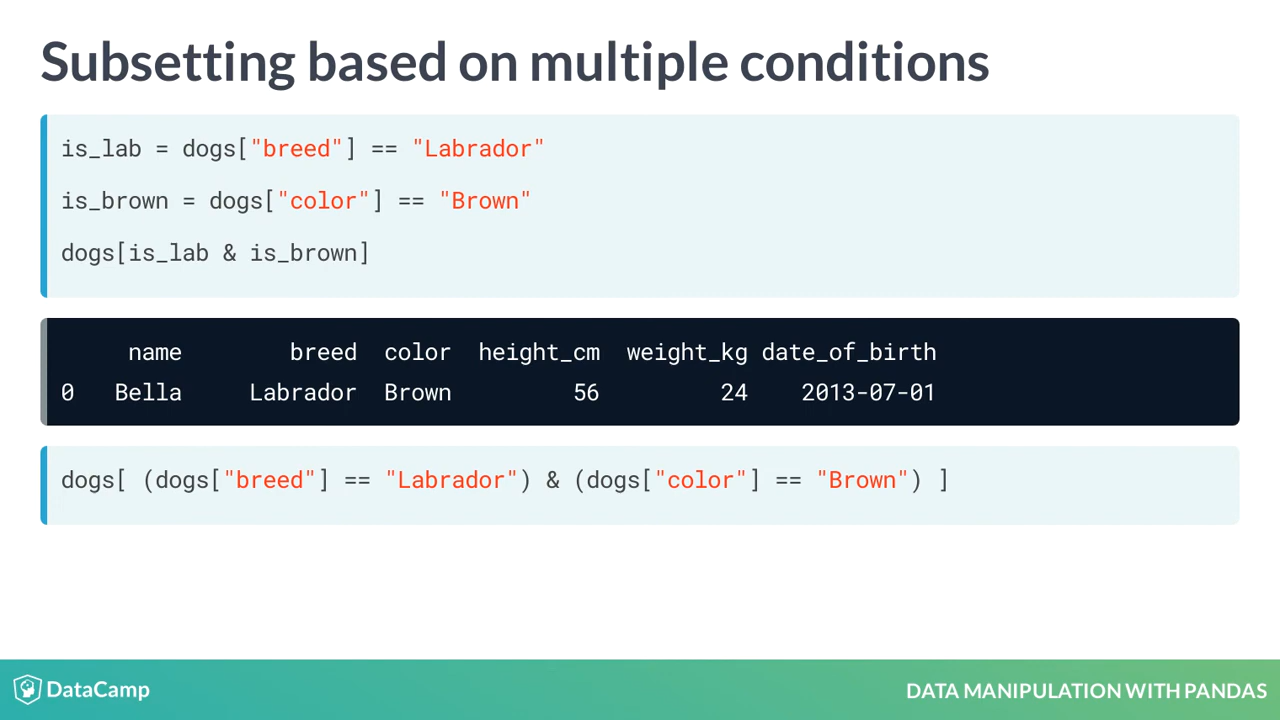 Subsetting based on multiple conditions
is_lab = dogs["breed"] == "Labrador"
is_brown = dogs["color"] == "Brown"
dogs[is_lab & is_brown]
name breed color height_cm weight_kg date_of_birth
0 Bella Labrador Brown 56 24 2013-07-01
dogs[ (dogs["breed"] == "Labrador") & (dogs["color"] == "Brown") ]
DataCamp
DATA MANIPULATION WITH PANDAS